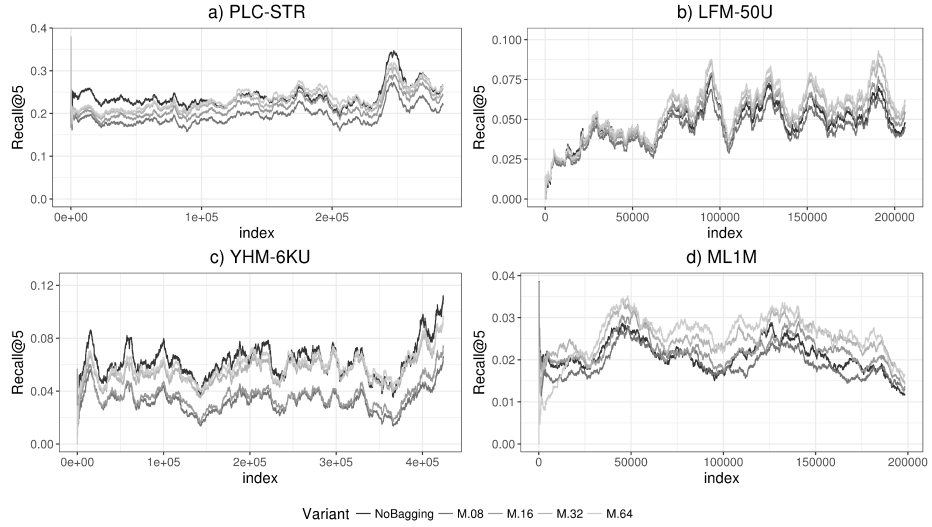 a) PLC-STR
Recall@5
0.4
0.3
0.2
0.1
0.0
0e+00 1e+05 2e+05
index
b) LFM-50U
Recall@5
0.100
0.075
0.050
0.025
0.000
0 50000 100000 150000 200000
index
c) YHM-6KU
Recall@5
0.12
0.08
0.04
0.00
0e+00 1e+05 2e+05 3e+05 4e+05
index
d) ML1M
Recall@5
0.04
0.03
0.02
0.01
0.00
0 50000 100000 150000 200000
index
Variant NoBagging M.08 M.16 M.32 M.64